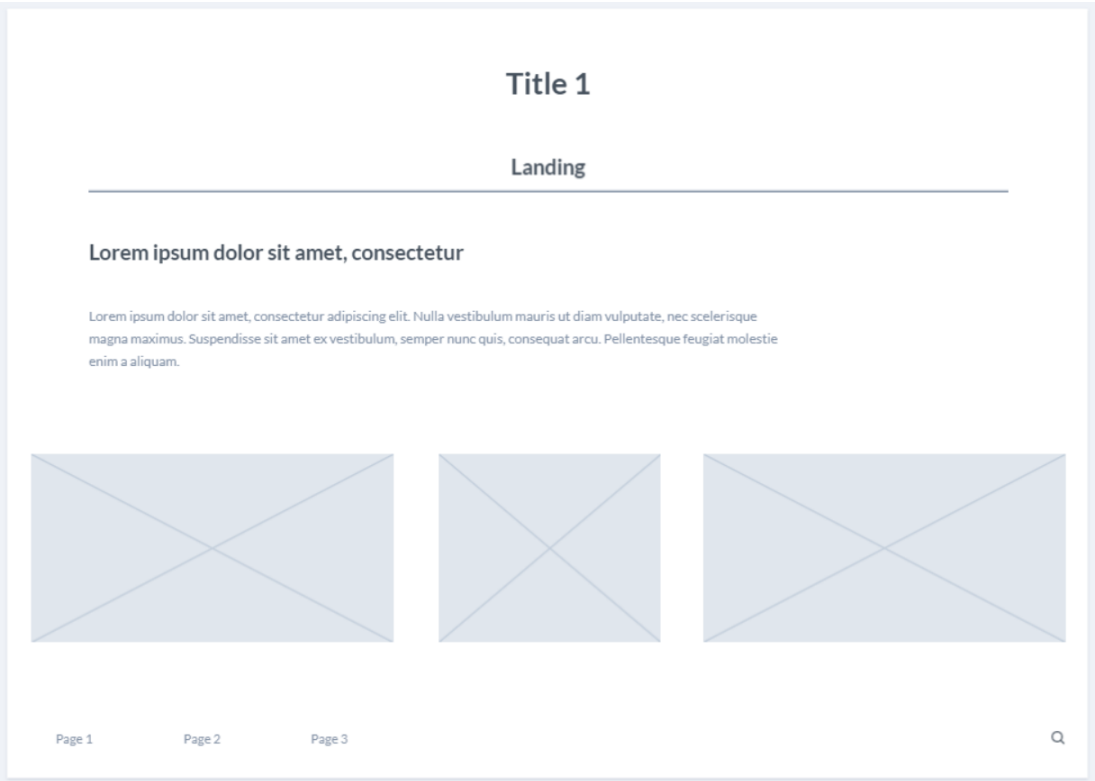 Title 1
Landing
Lorem ipsum dolor sit amet, consectetur
Lorem ipsum dolor sit amet, consectetur adipiscing elit. Nulla vestibulum mauris ut diam vulputate, nec scelerisque
magna maximus. Suspendisse sit amet ex vestibulum, semper nunc quis, consequat arcu. Pellentesque feugiat molestie
enim a aliquam.
Page 1 Page 2 Page 3